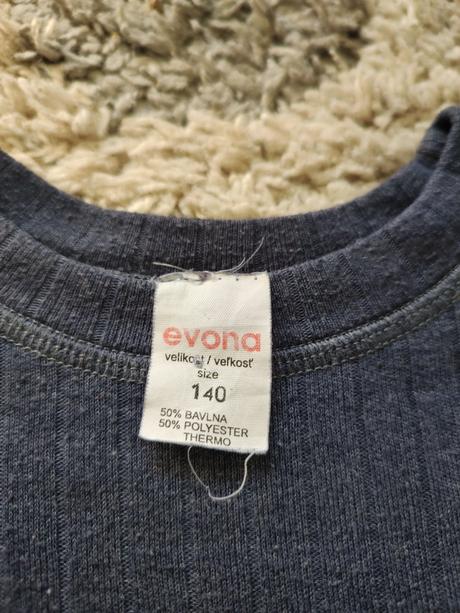 evona
velikost / veľkosť
size
140
50% BAVLNA
50% POLYESTER
THERMO